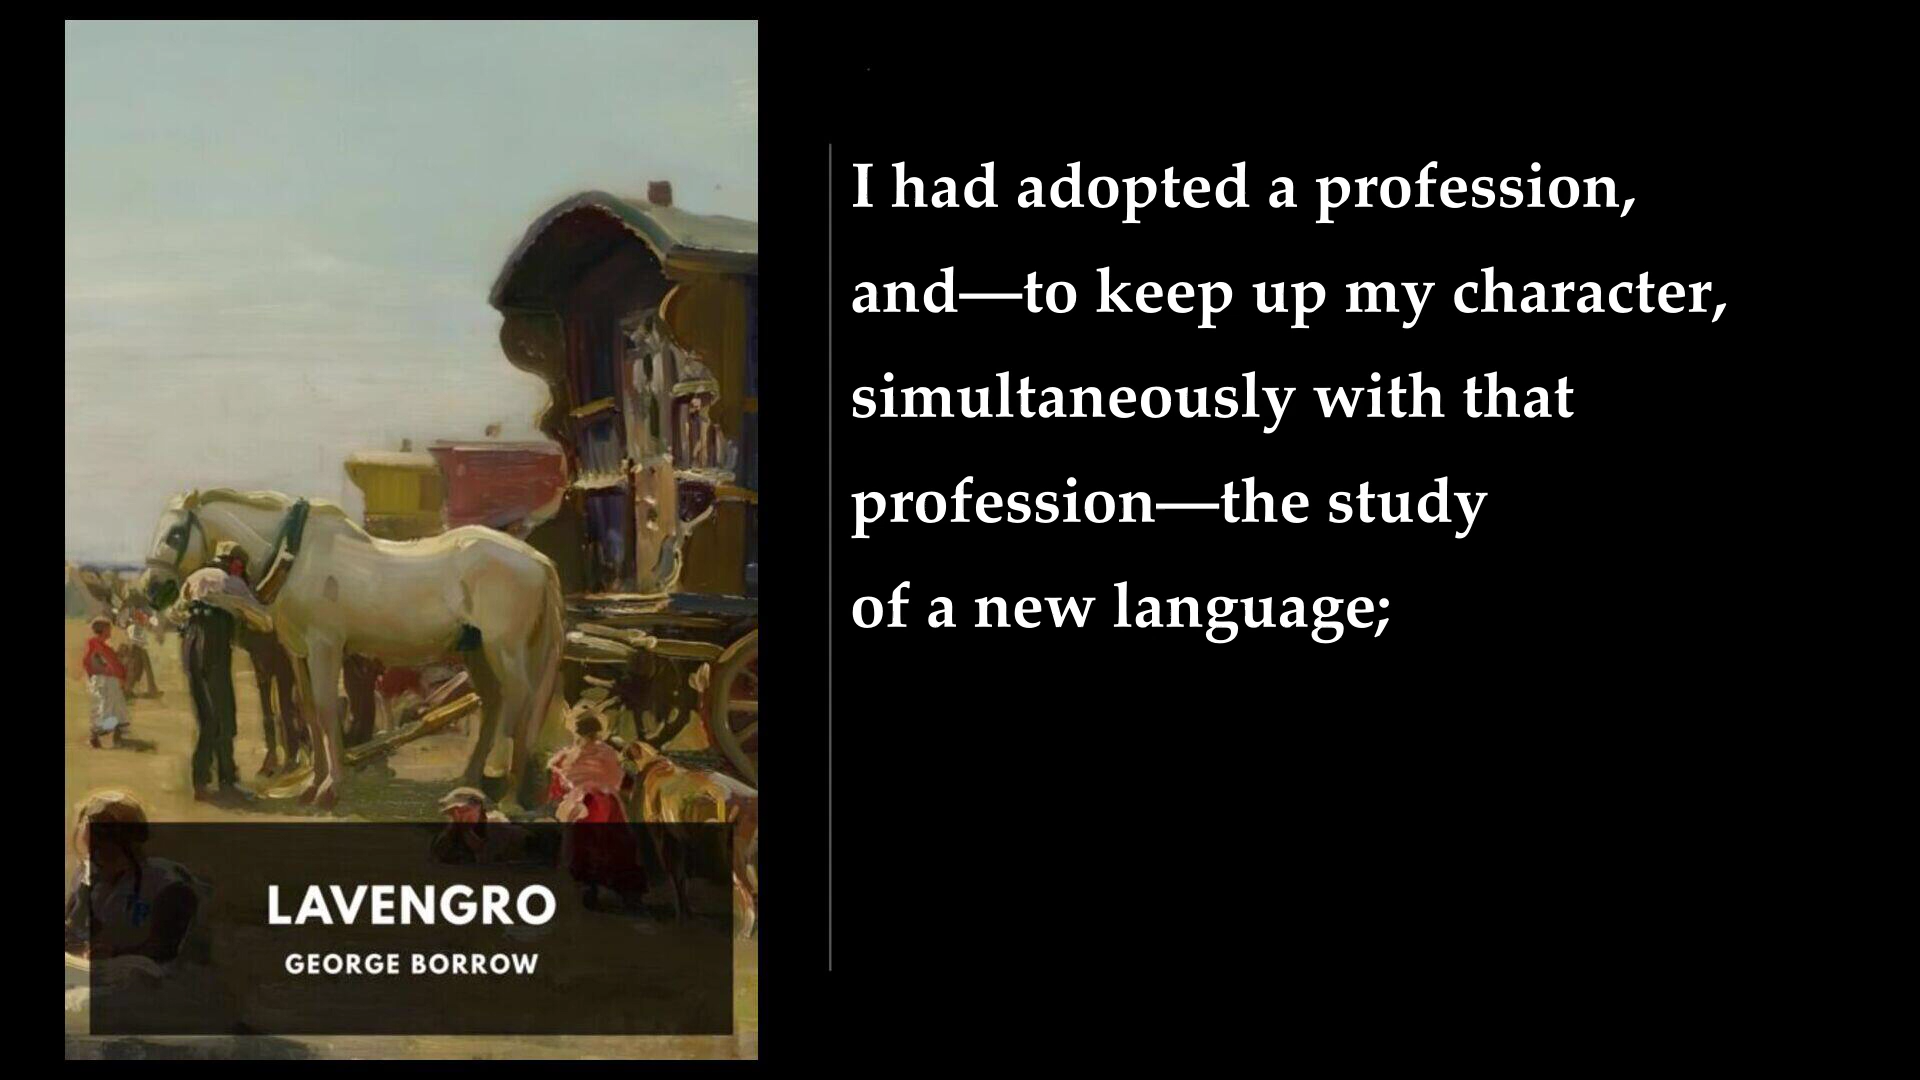 LAVENGRO
GEORGE BORROW
I had adopted a profession,
and—to keep up my character,
simultaneously with that
profession—the study
of a new language;